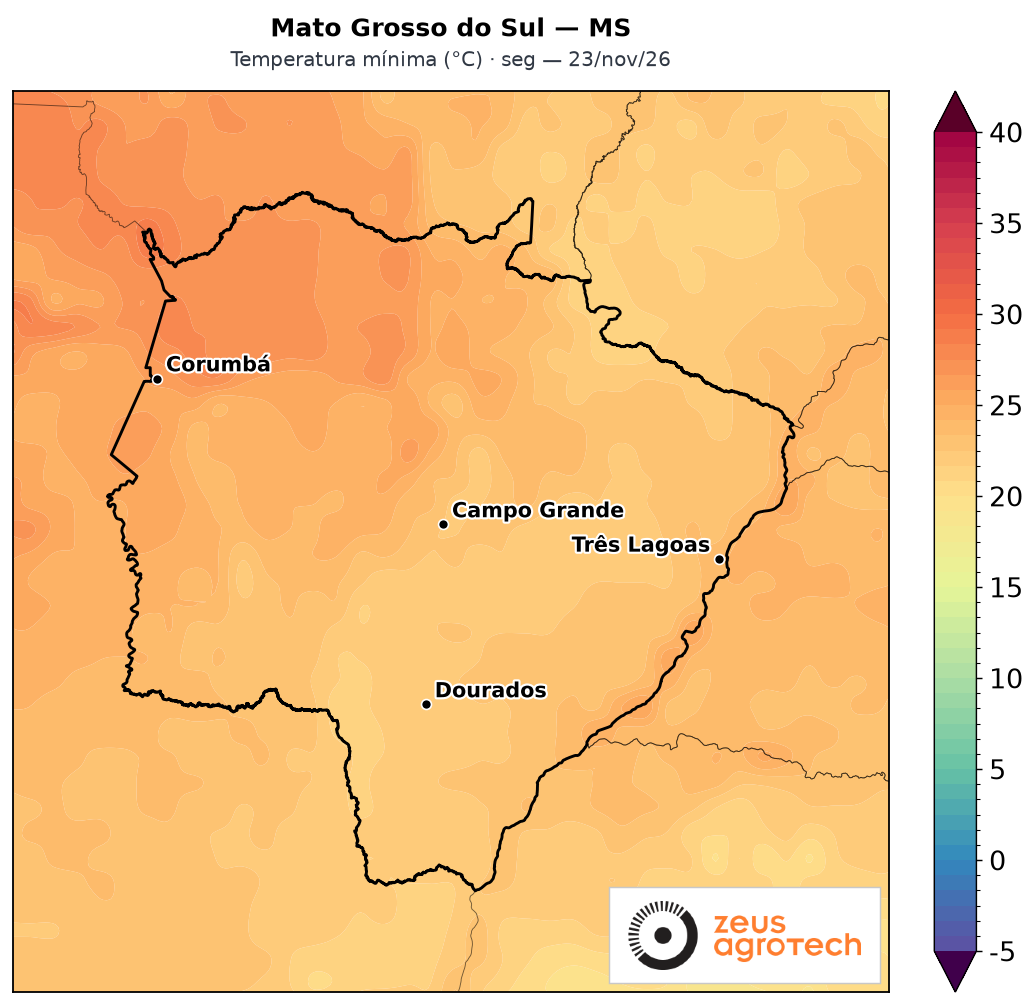 Mato Grosso do Sul — MS
Temperatura mínima (°C) · seg — 23/nov/26
40
35
30
25
20
15
10
5
0
-5
Corumbá
Campo Grande
Três Lagoas
Dourados
zeus
agrotech